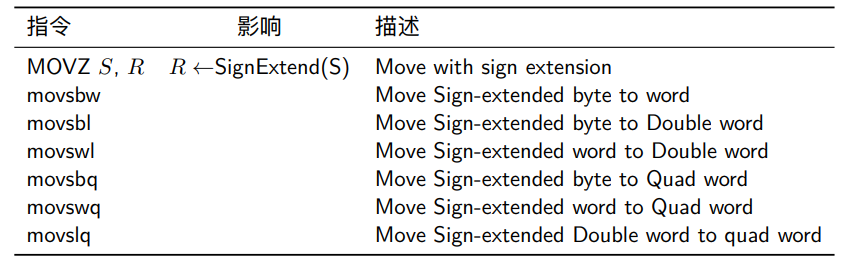 指令 影响 描述
MOVZ S, R R ←SignExtend(S) Move with sign extension
movsbw Move Sign-extended byte to word
movsbl Move Sign-extended byte to Double word
movswl Move Sign-extended word to Double word
movsbq Move Sign-extended byte to Quad word
movswq Move Sign-extended word to Quad word
movslq Move Sign-extended Double word to quad word